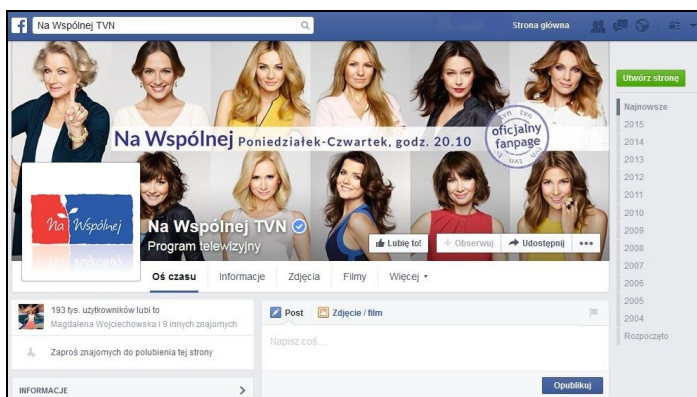 Na Wspólnej TVN
Strona główna
Na Wspólnej Poniedziałek-Czwartek, godz. 20.10
tvn tvn
oficjalny
fanpage
tvn tvn
Utwórz stronę
Najnowsze
2015
2014
2013
2012
2011
2010
2009
2008
2007
2006
2005
2004
Rozpoczęto
Na Wspólnej
Na Wspólnej TVN
Program telewizyjny
Lubię to!
+ Obserwuj
Udostępnij
Oś czasu
Informacje
Zdjęcia
Filmy
Więcej
193 tys. użytkowników lubi to
Magdalena Wojciechowska i 9 innych znajomych
Zaproś znajomych do polubienia tej strony
INFORMACJE
Post
Zdjęcie / film
Napisz coś...
Opublikuj